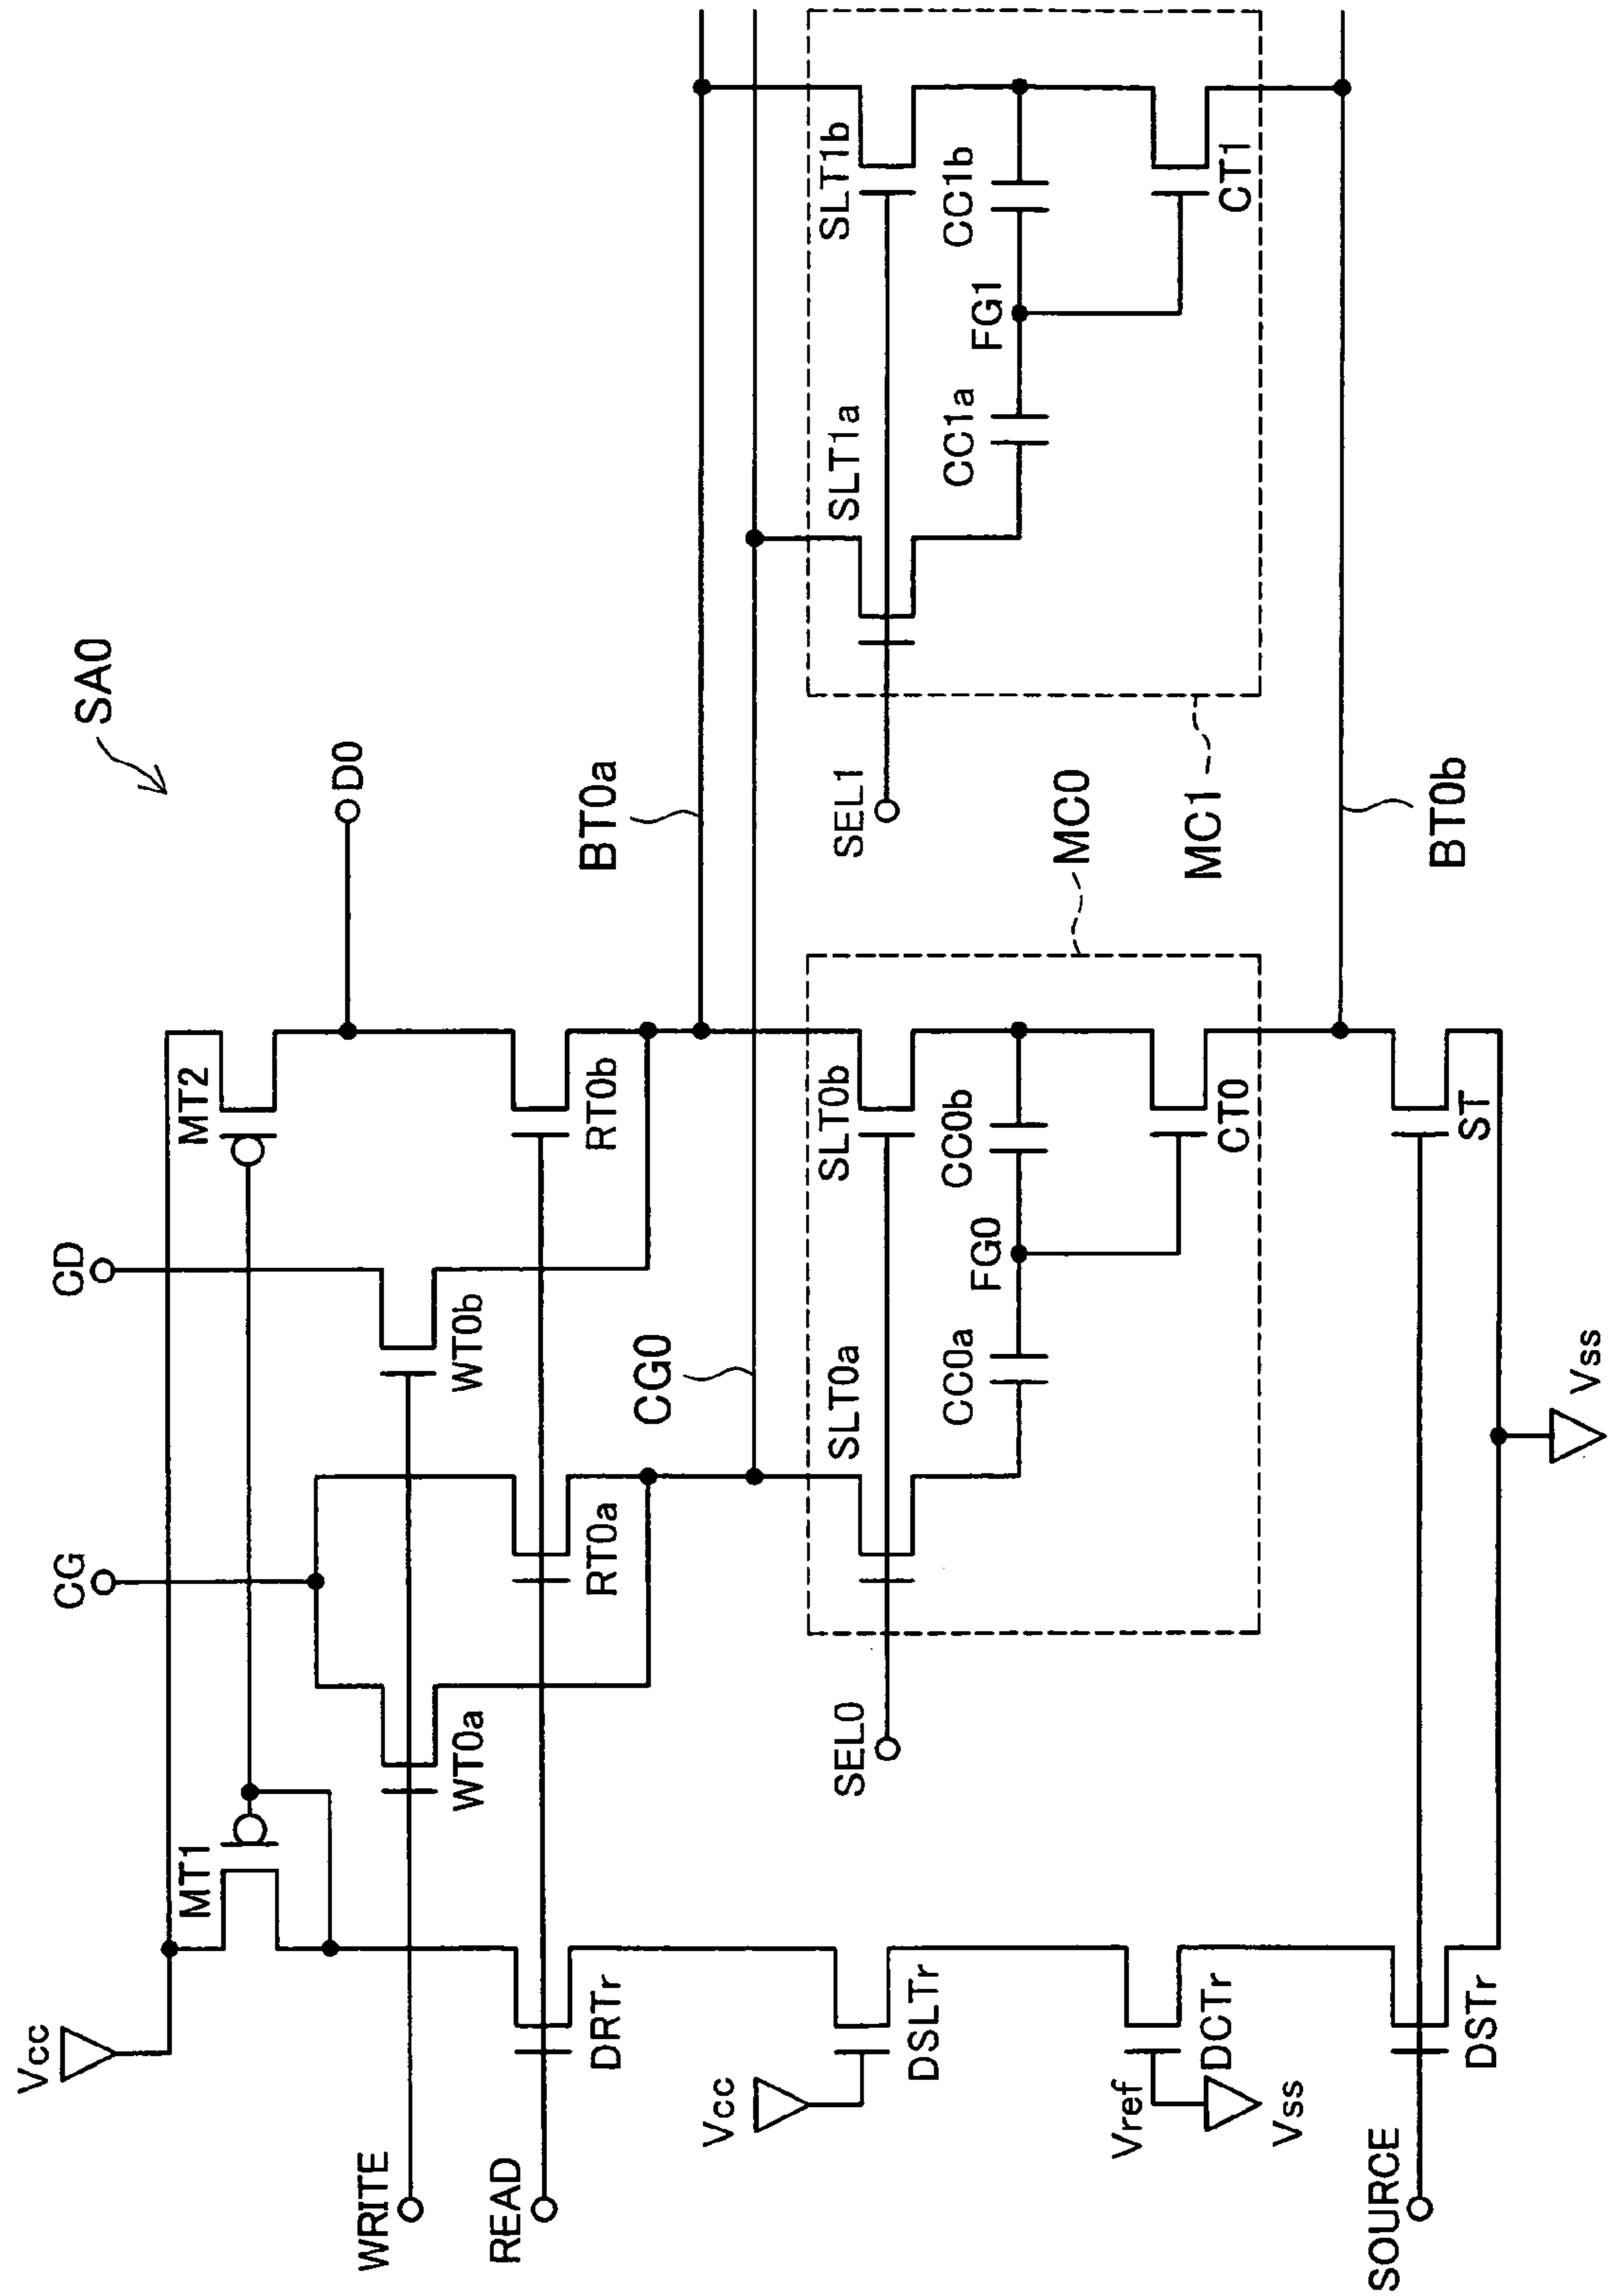 SA0
Vcc
MT1
CG
CD
MT2
D0
WRITE
WT0a
WT0b
READ
DRTr
RT0a
RT0b
CG0
BT0a
Vcc
DSLTr
SEL0
SLT0a
SLT0b
SEL1
SLT1a
SLT1b
CC0a
FG0
CC0b
CC1a
FG1
CC1b
MC0
Vref
DCTr
Vss
CT0
MC1
CT1
SOURCE
DSTr
ST
BT0b
Vss